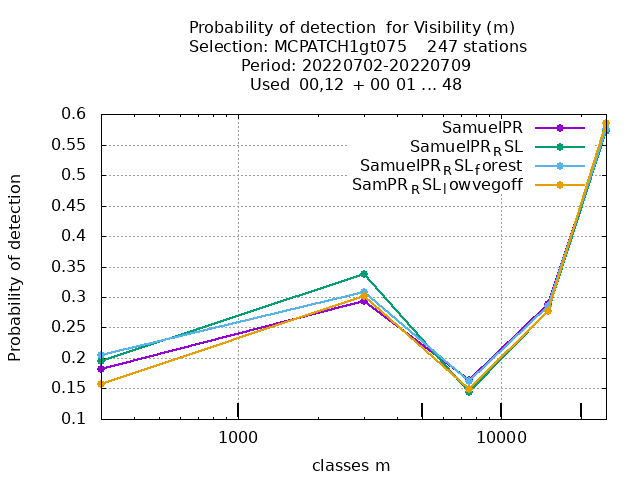 Probability of detection for Visibility (m)
Selection: MCPATCH1gt075 247 stations
Period: 20220702-20220709
Used 00,12 + 00 01 ... 48
SamuelPR
SamuelPR_RSL
SamuelPR_RSL_forest
SamPR_RSL_lowvegoff
Probability of detection
0.6
0.55
0.5
0.45
0.4
0.35
0.3
0.25
0.2
0.15
0.1
1000 10000
classes m